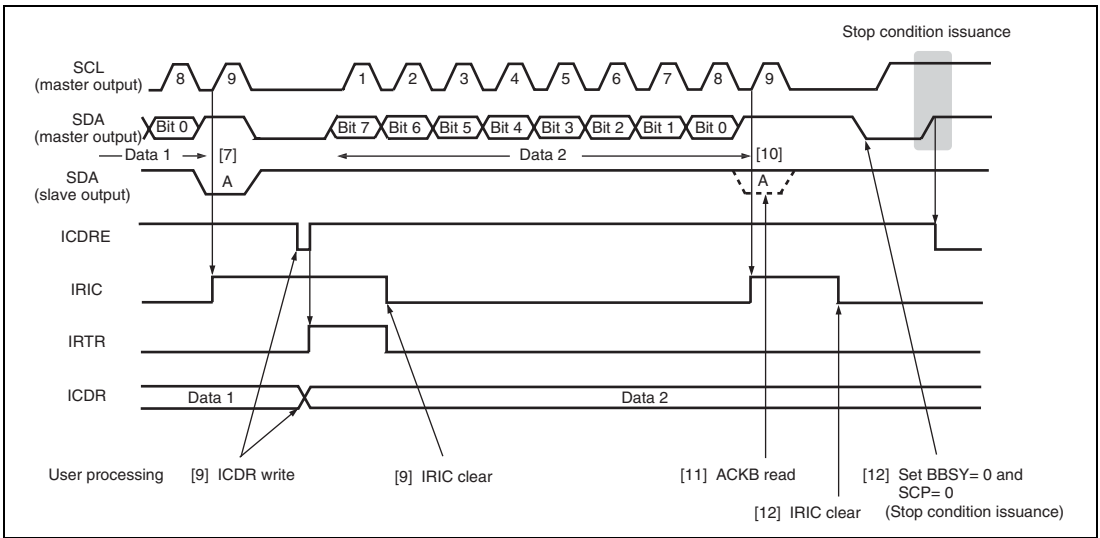 Stop condition issuance
SCL
(master output)
8 9 1 2 3 4 5 6 7 8 9
SDA
(master output)
Bit 0 Bit 7 Bit 6 Bit 5 Bit 4 Bit 3 Bit 2 Bit 1 Bit 0
Data 1 [7] Data 2 [10]
SDA
(slave output)
A A
ICDRE
IRIC
IRTR
ICDR Data 1 Data 2
User processing [9] ICDR write [9] IRIC clear [11] ACKB read [12] Set BBSY= 0 and
SCP= 0
[12] IRIC clear (Stop condition issuance)